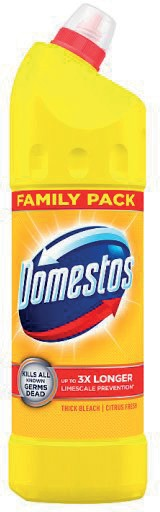 FAMILY PACK
Domestos
KILLS ALL
KNOWN
GERMS
DEAD
UP TO 3X LONGER
LIMESCALE PREVENTION*
THICK BLEACH | CITRUS FRESH